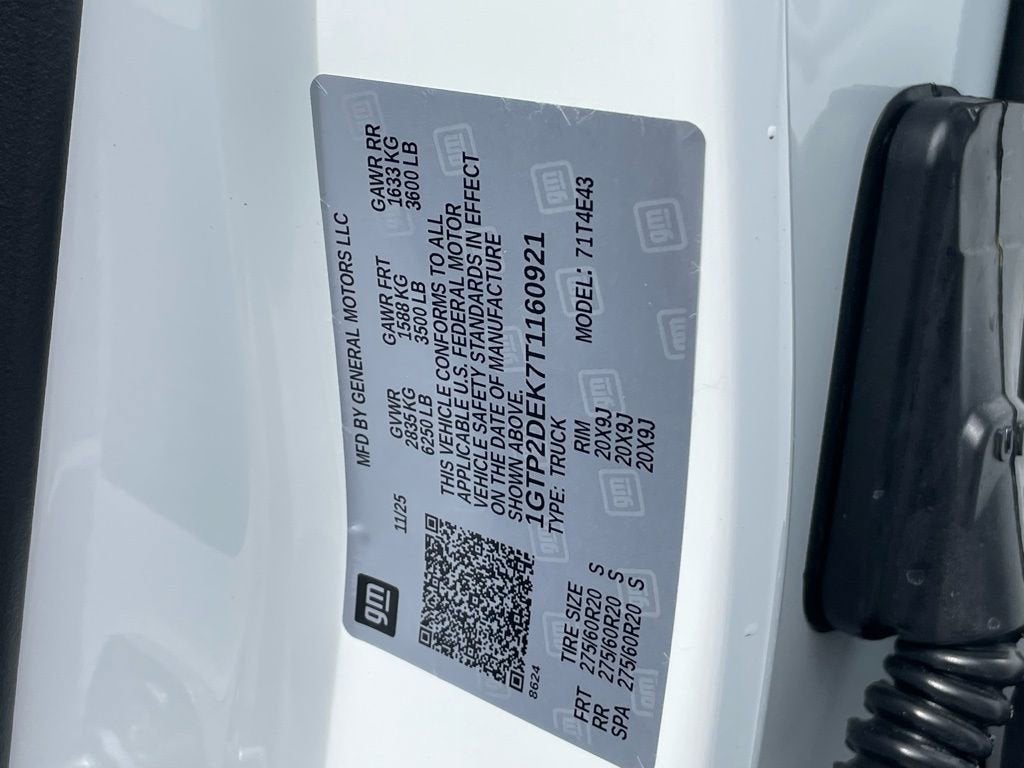 gm
11/25
MFD BY GENERAL MOTORS LLC
GVWR GAWR FRT GAWR RR
2835 KG 1588 KG 1633 KG
6250 LB 3500 LB 3600 LB
THIS VEHICLE CONFORMS TO ALL
APPLICABLE U.S. FEDERAL MOTOR
VEHICLE SAFETY STANDARDS IN EFFECT
ON THE DATE OF MANUFACTURE
SHOWN ABOVE.
1GTP2DEK7T1160921
TYPE: TRUCK MODEL: 71T4E43
8624
TIRE SIZE RIM
FRT 275/60R20 S 20X9J
RR 275/60R20 S 20X9J
SPA 275/60R20 S 20X9J